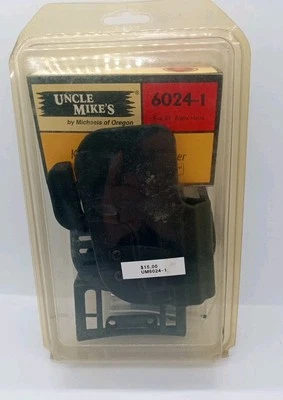 UNCLE
MIKE'S
®
by Michaels of Oregon
6024-1
$15.00
UM6024-1